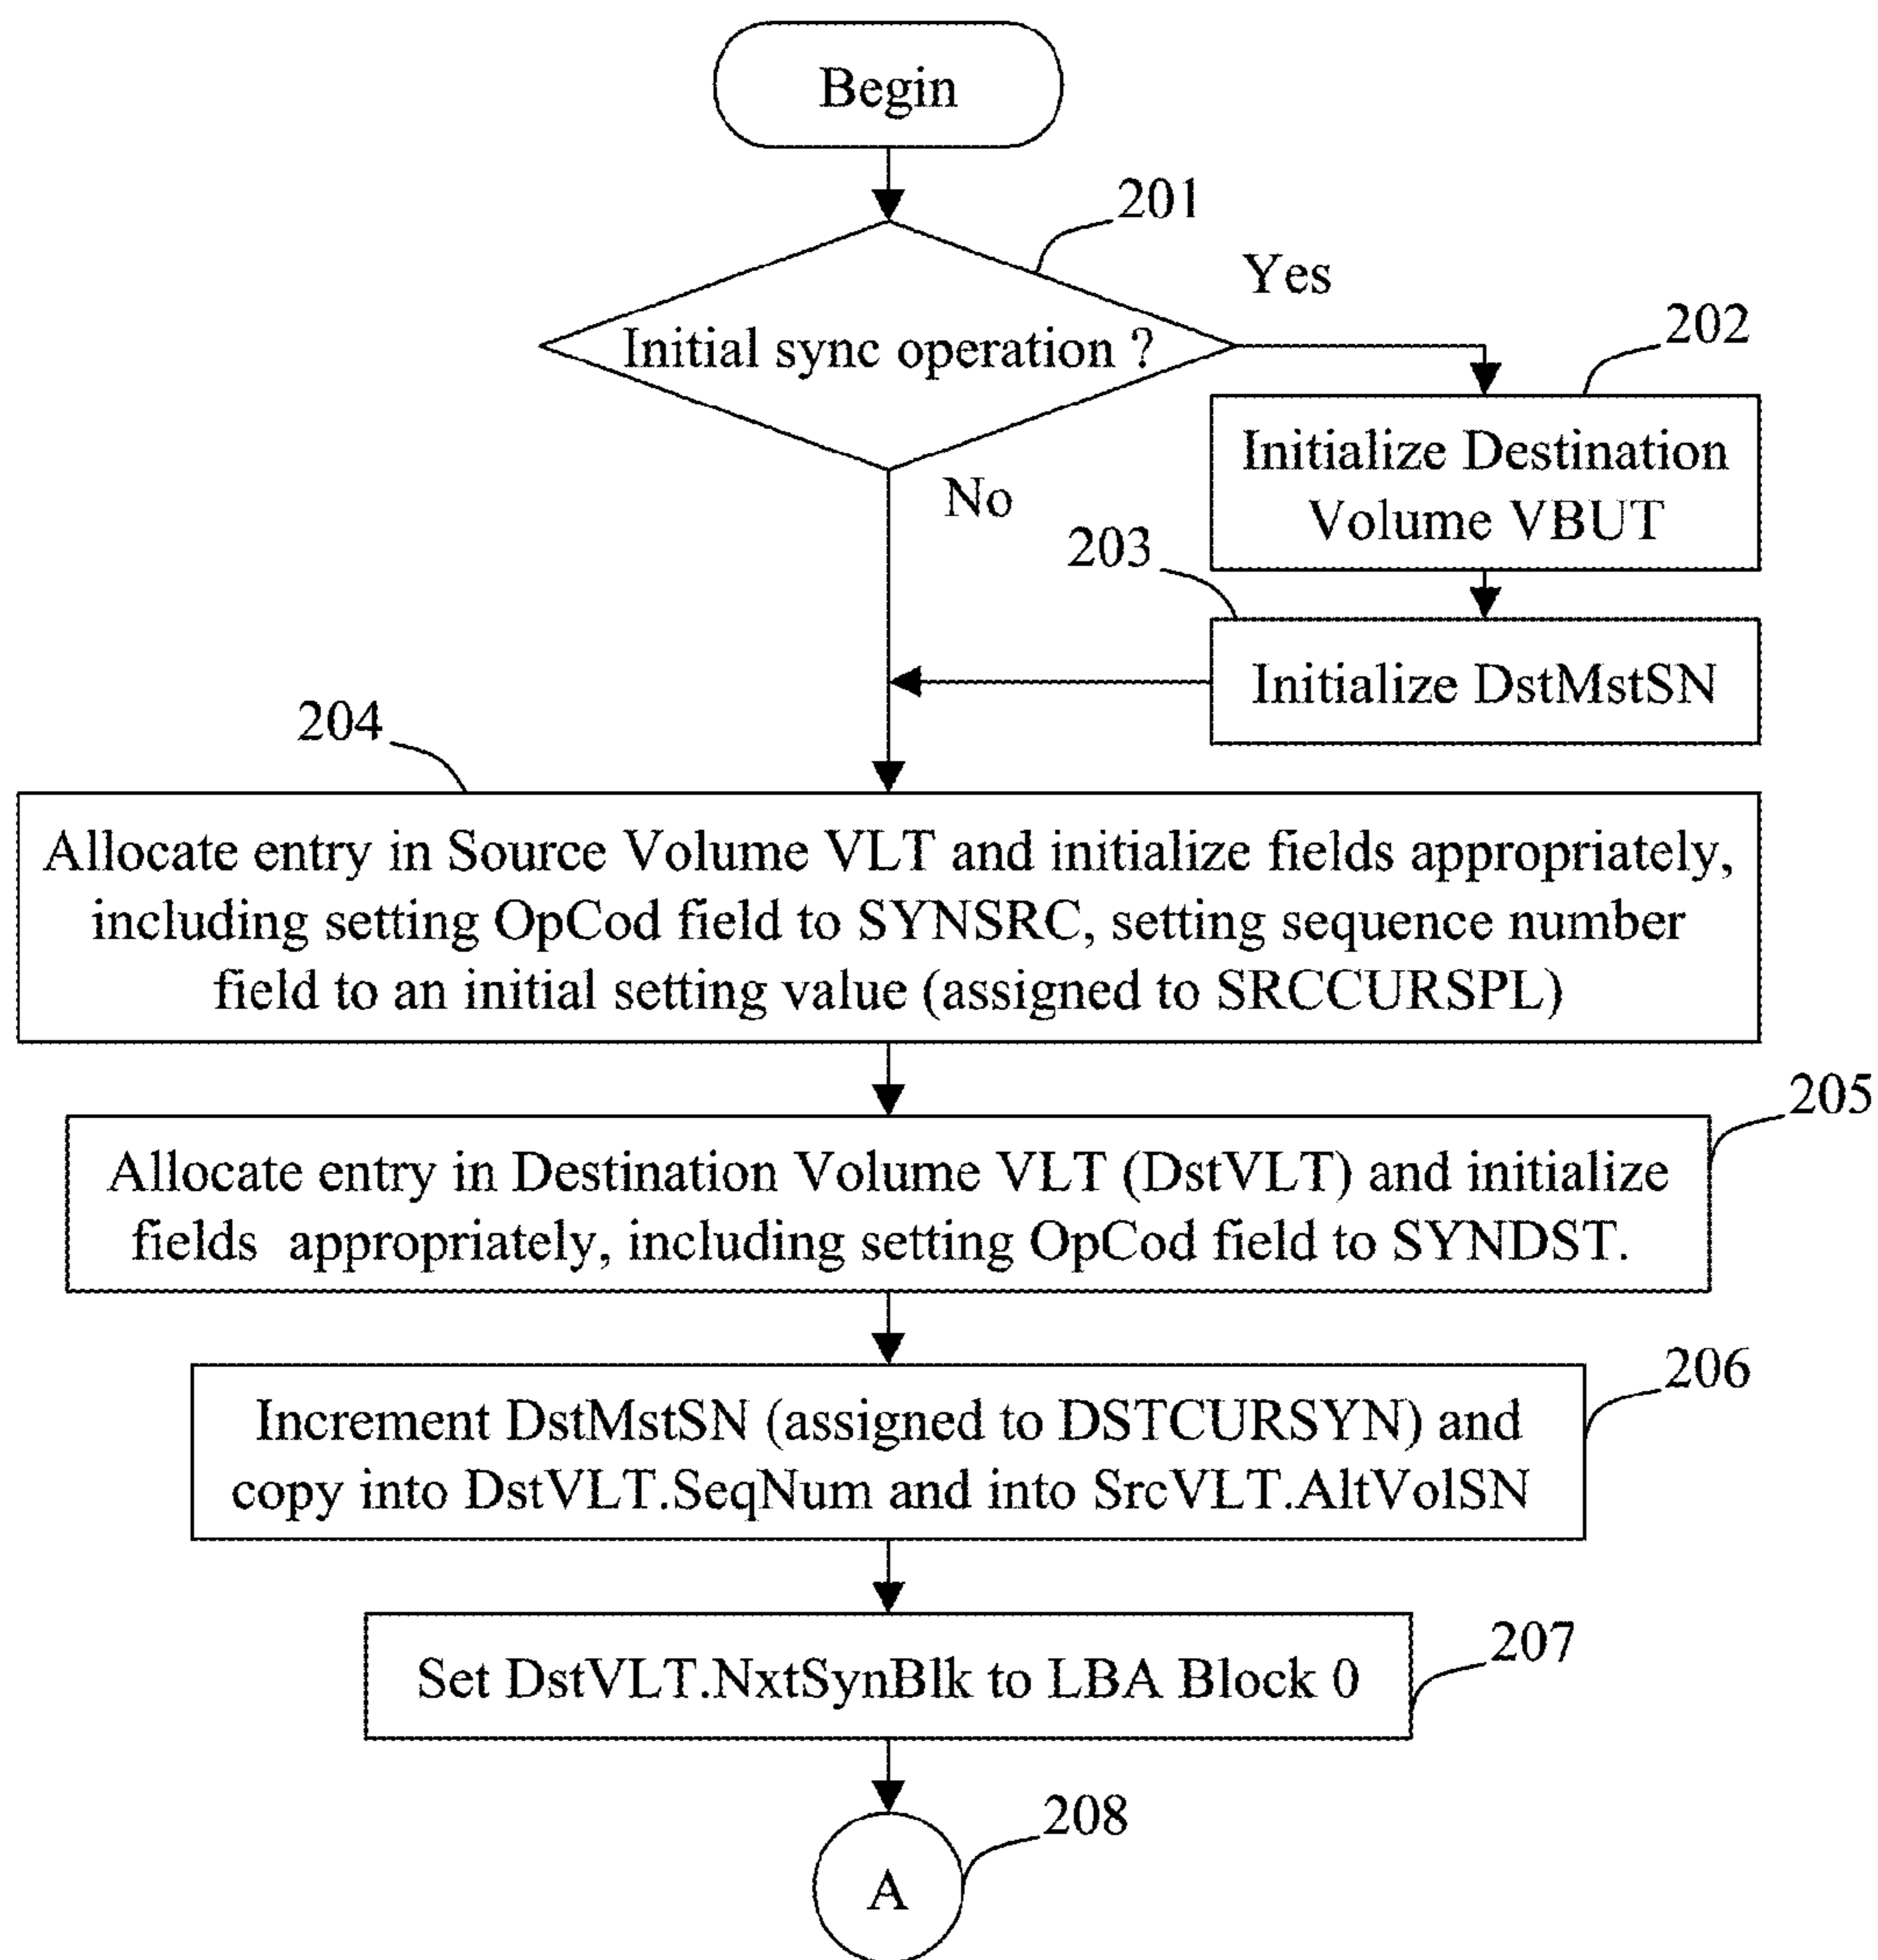 Begin
201
Initial sync operation ?
Yes
202
Initialize Destination
Volume VBUT
No
203
Initialize DstMstSN
204
Allocate entry in Source Volume VLT and initialize fields appropriately,
including setting OpCod field to SYNSRC, setting sequence number
field to an initial setting value (assigned to SRCCURSPL)
205
Allocate entry in Destination Volume VLT (DstVLT) and initialize
fields appropriately, including setting OpCod field to SYNDST.
206
Increment DstMstSN (assigned to DSTCURSYN) and
copy into DstVLT.SeqNum and into SrcVLT.AltVolSN
207
Set DstVLT.NxtSynBlk to LBA Block 0
208
A